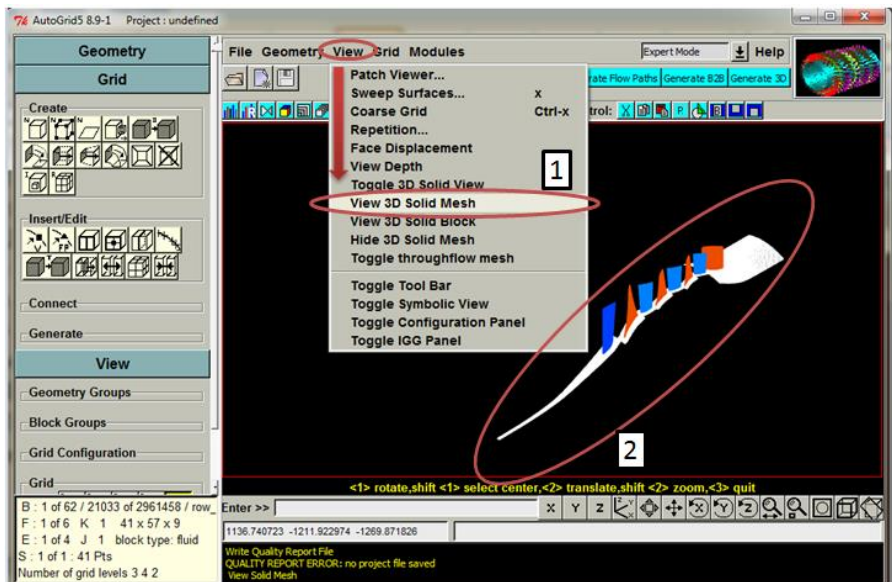 AutoGrid5 8.9-1 Project : undefined
Geometry
Grid
Create
Insert/Edit
Connect
Generate
View
Geometry Groups
Block Groups
Grid Configuration
Grid
B : 1 of 62 / 21033 of 2961458 / row_
F : 1 of 6 K 1 41 x 57 x 9
E : 1 of 4 J 1 block type: fluid
S : 1 of 1 : 41 Pts
Number of grid levels 3 4 2
File Geometry View Grid Modules
Expert Mode Help
rate Flow Paths Generate B2B Generate 3D
trol:
Patch Viewer...
Sweep Surfaces... x
Coarse Grid Ctrl-x
Repetition...
Face Displacement
View Depth
Toggle 3D Solid View
View 3D Solid Mesh
View 3D Solid Block
Hide 3D Solid Mesh
Toggle throughflow mesh
Toggle Tool Bar
Toggle Symbolic View
Toggle Configuration Panel
Toggle IGG Panel
1
2
<1> rotate,shift <1> select center,<2> translate,shift <2> zoom,<3> quit
Enter >>
X Y Z
1136.740723 -1211.922974 -1269.871826
Write Quality Report File
QUALITY REPORT ERROR: no project file saved
View Solid Mesh